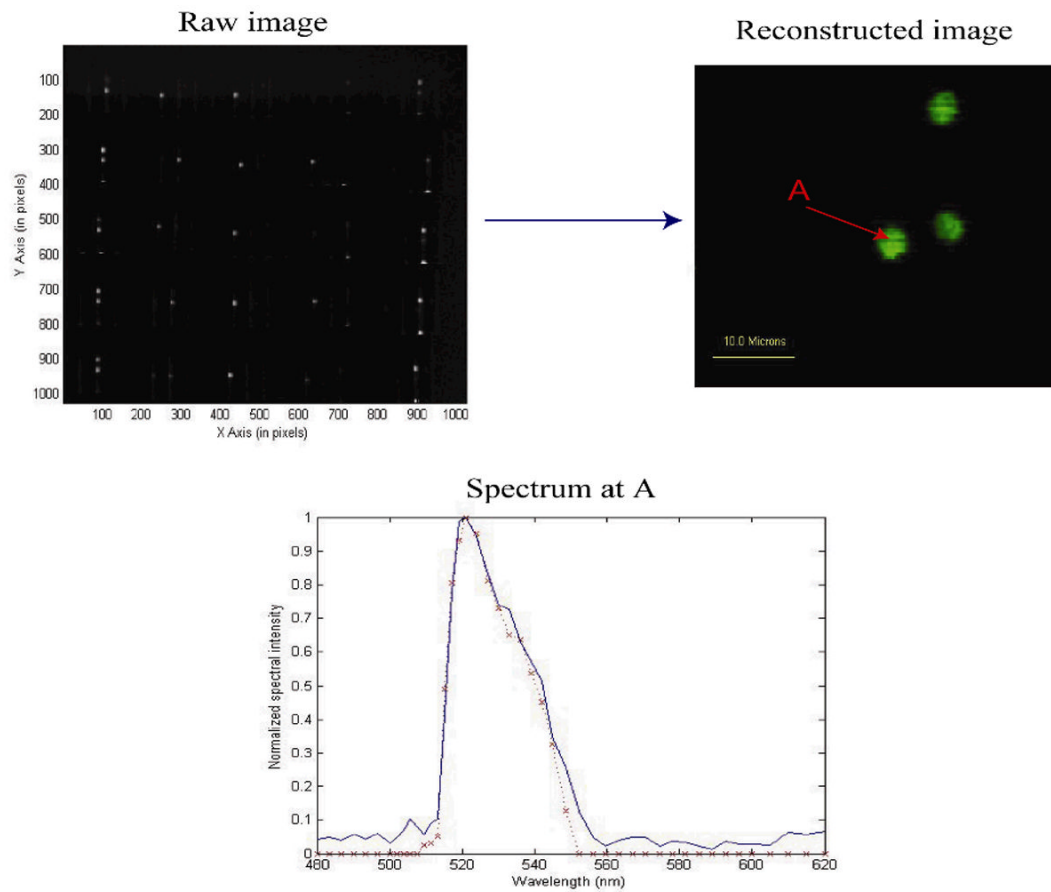 Raw image
100
200
300
400
500
600
700
800
900
1000
Y Axis (in pixels)
100 200 300 400 500 600 700 800 900 1000
X Axis (in pixels)
Reconstructed image
A
10.0 Microns
Spectrum at A
1
0.9
0.8
0.7
0.6
0.5
0.4
0.3
0.2
0.1
0
Normalized spectral intensity
480 500 520 540 560 580 600 620
Wavelength (nm)